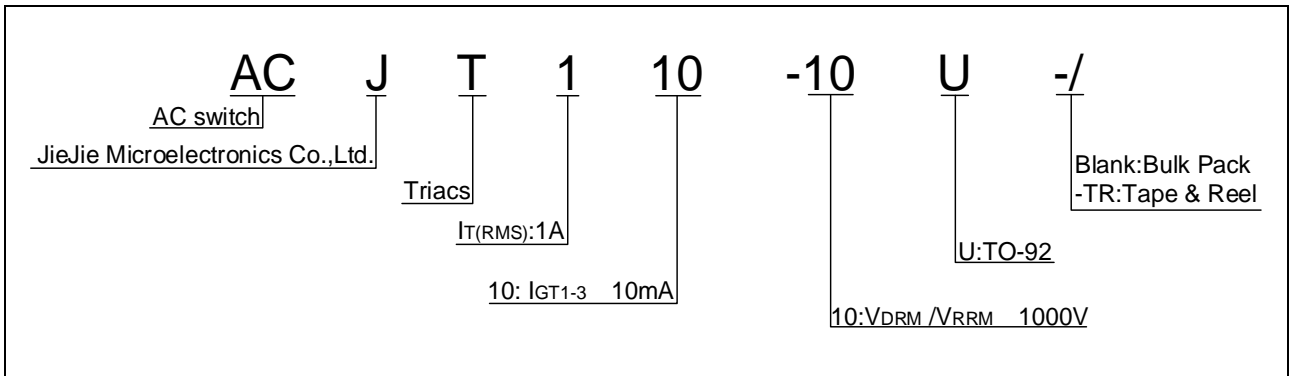 AC J T 1 10 -10 U -/
AC switch
JieJie Microelectronics Co.,Ltd.
Triacs
IT(RMS):1A
10: IGT1-3 10mA
Blank:Bulk Pack
-TR:Tape & Reel
U:TO-92
10:VDRM /VRRM 1000V